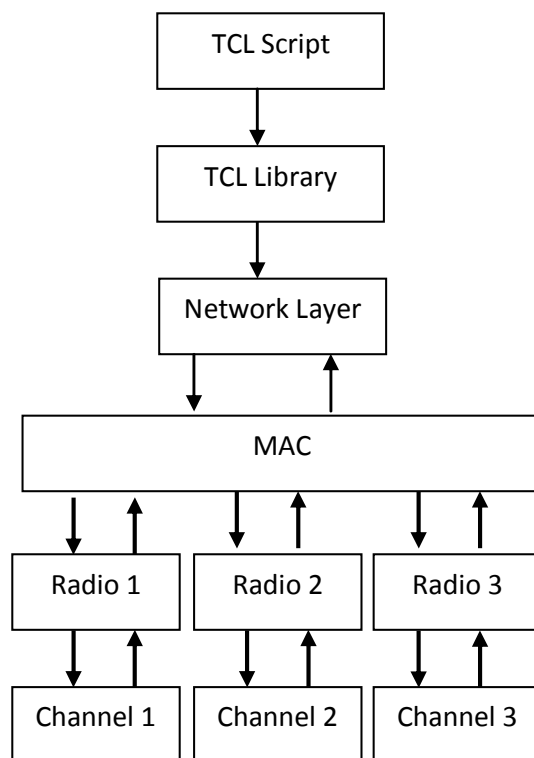 TCL Script
TCL Library
Network Layer
MAC
Radio 1
Radio 2
Radio 3
Channel 1
Channel 2
Channel 3